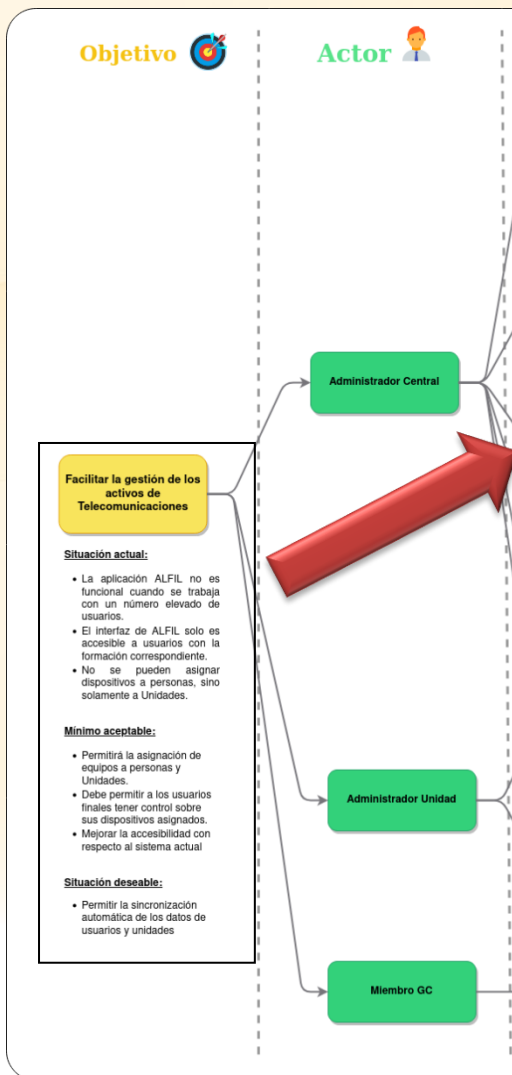 Objetivo
Actor
Administrador Central
Facilitar la gestión de los
activos de
Telecomunicaciones
Situación actual:
• La aplicación ALFIL no es
funcional cuando se trabaja
con un número elevado de
usuarios.
• El interfaz de ALFIL solo es
accesible a usuarios con la
formación correspondiente.
• No se pueden asignar
dispositivos a personas, sino
solamente a Unidades.
Mínimo aceptable:
• Permitirá la asignación de
equipos a personas y
Unidades.
• Debe permitir a los usuarios
finales tener control sobre
sus dispositivos asignados.
• Mejorar la accesibilidad con
respecto al sistema actual
Situación deseable:
• Permitir la sincronización
automática de los datos de
usuarios y unidades
Administrador Unidad
Miembro GC